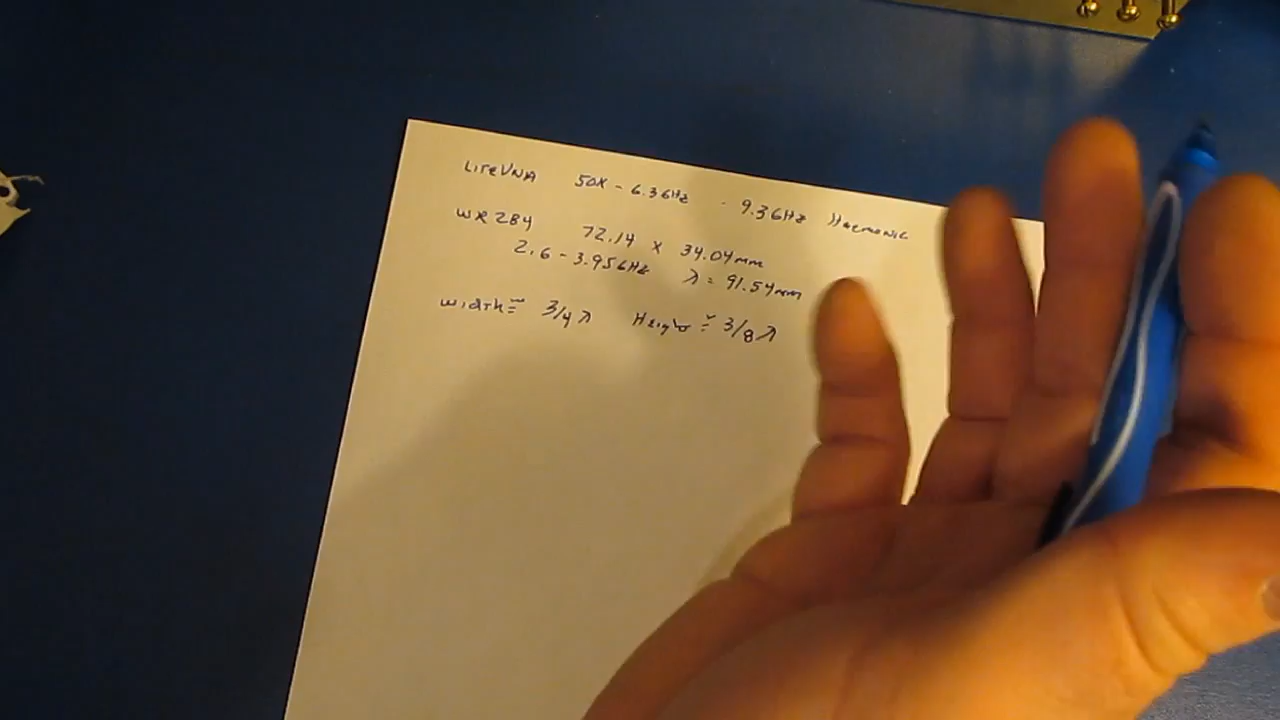 LiteVNA 50K - 6.3GHz - 9.3GHz Harmonic
WR284 72.14 x 34.04mm
2.6 - 3.95GHz λ = 91.54mm
Width ≅ 3/4 λ Height ≅ 3/8 λ